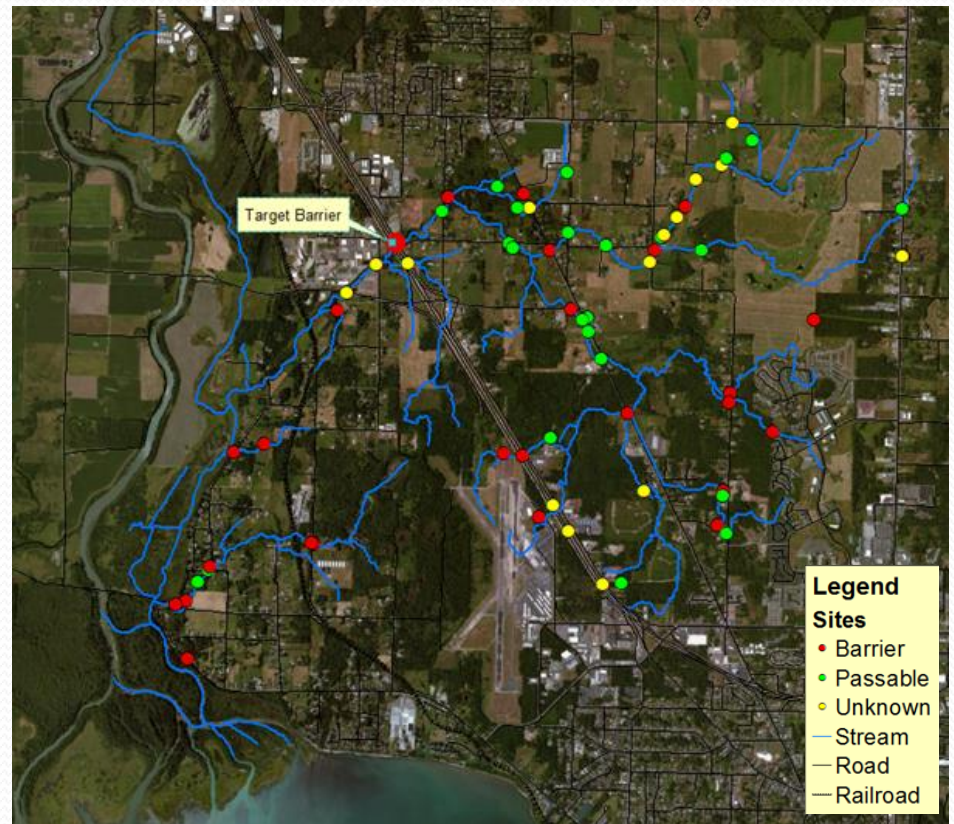 Target Barrier
Legend
Sites
Barrier
Passable
Unknown
Stream
Road
Railroad